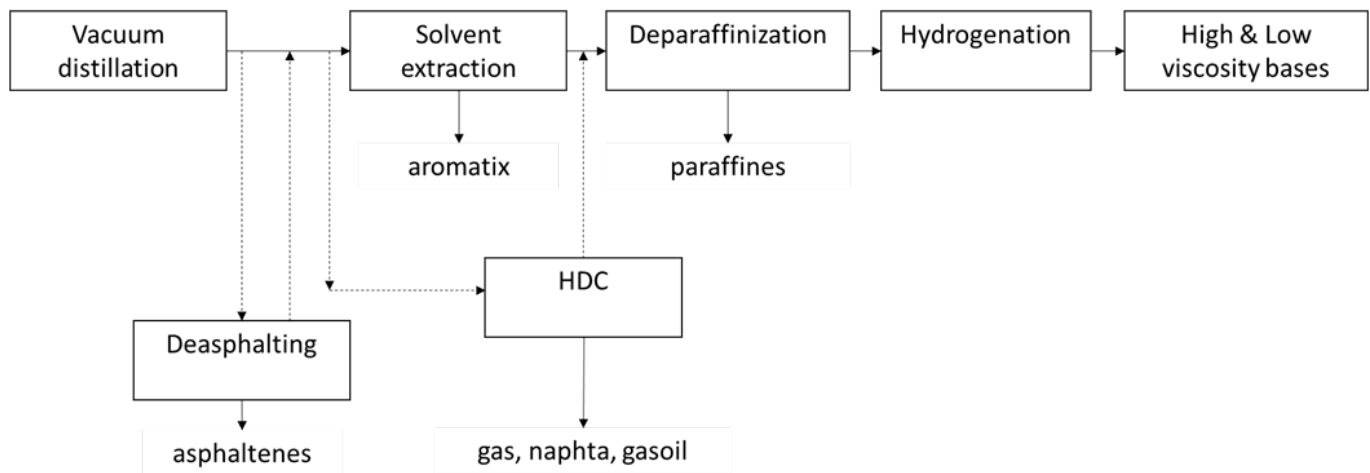 Vacuum
distillation
Solvent
extraction
Deparaffinization
Hydrogenation
High & Low
viscosity bases
aromatix
paraffines
HDC
Deasphalting
asphaltenes
gas, naphta, gasoil